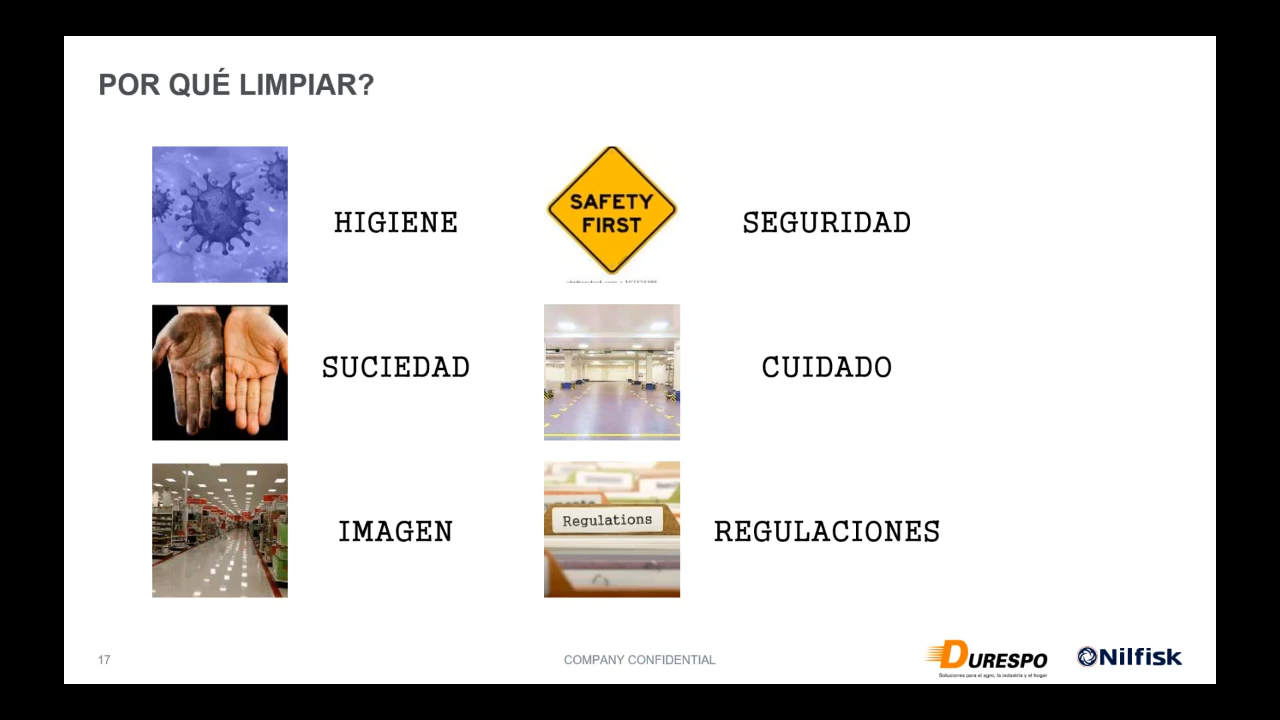 POR QUÉ LIMPIAR?
HIGIENE
SAFETY
FIRST
SEGURIDAD
SUCIEDAD
CUIDADO
IMAGEN
Regulations
REGULACIONES
17
COMPANY CONFIDENTIAL
DURESPO
Soluciones para el agro, la industria y el hogar
Nilfisk